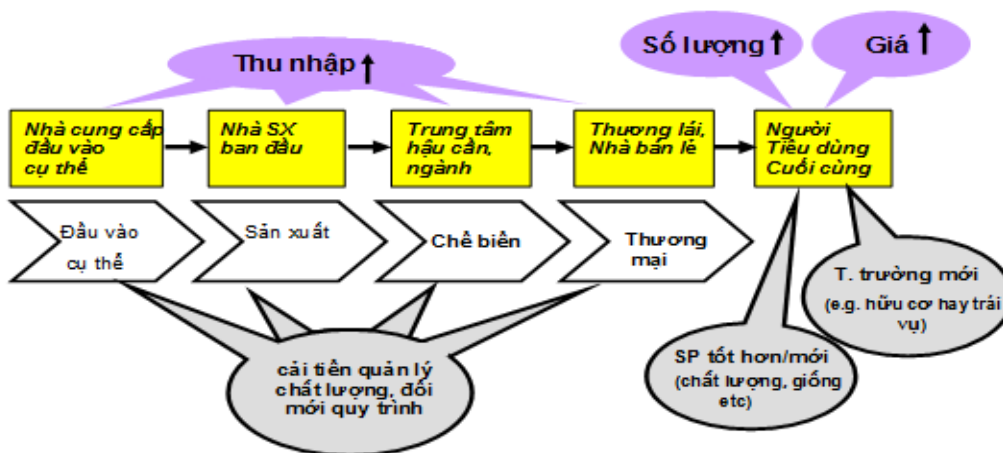 Thu nhập
Số lượng
Giá
Nhà cung cấp
đầu vào
cụ thể
Nhà SX
ban đầu
Trung tâm
hậu cần,
ngành
Thương lái,
Nhà bán lẻ
Người
Tiêu dùng
Cuối cùng
Đầu vào
cụ thể
Sản xuất
Chế biến
Thương
mại
cải tiến quản lý
chất lượng, đổi
mới quy trình
SP tốt hơn/mới
(chất lượng, giống
etc)
T. trường mới
(e.g. hữu cơ hay trái
vụ)